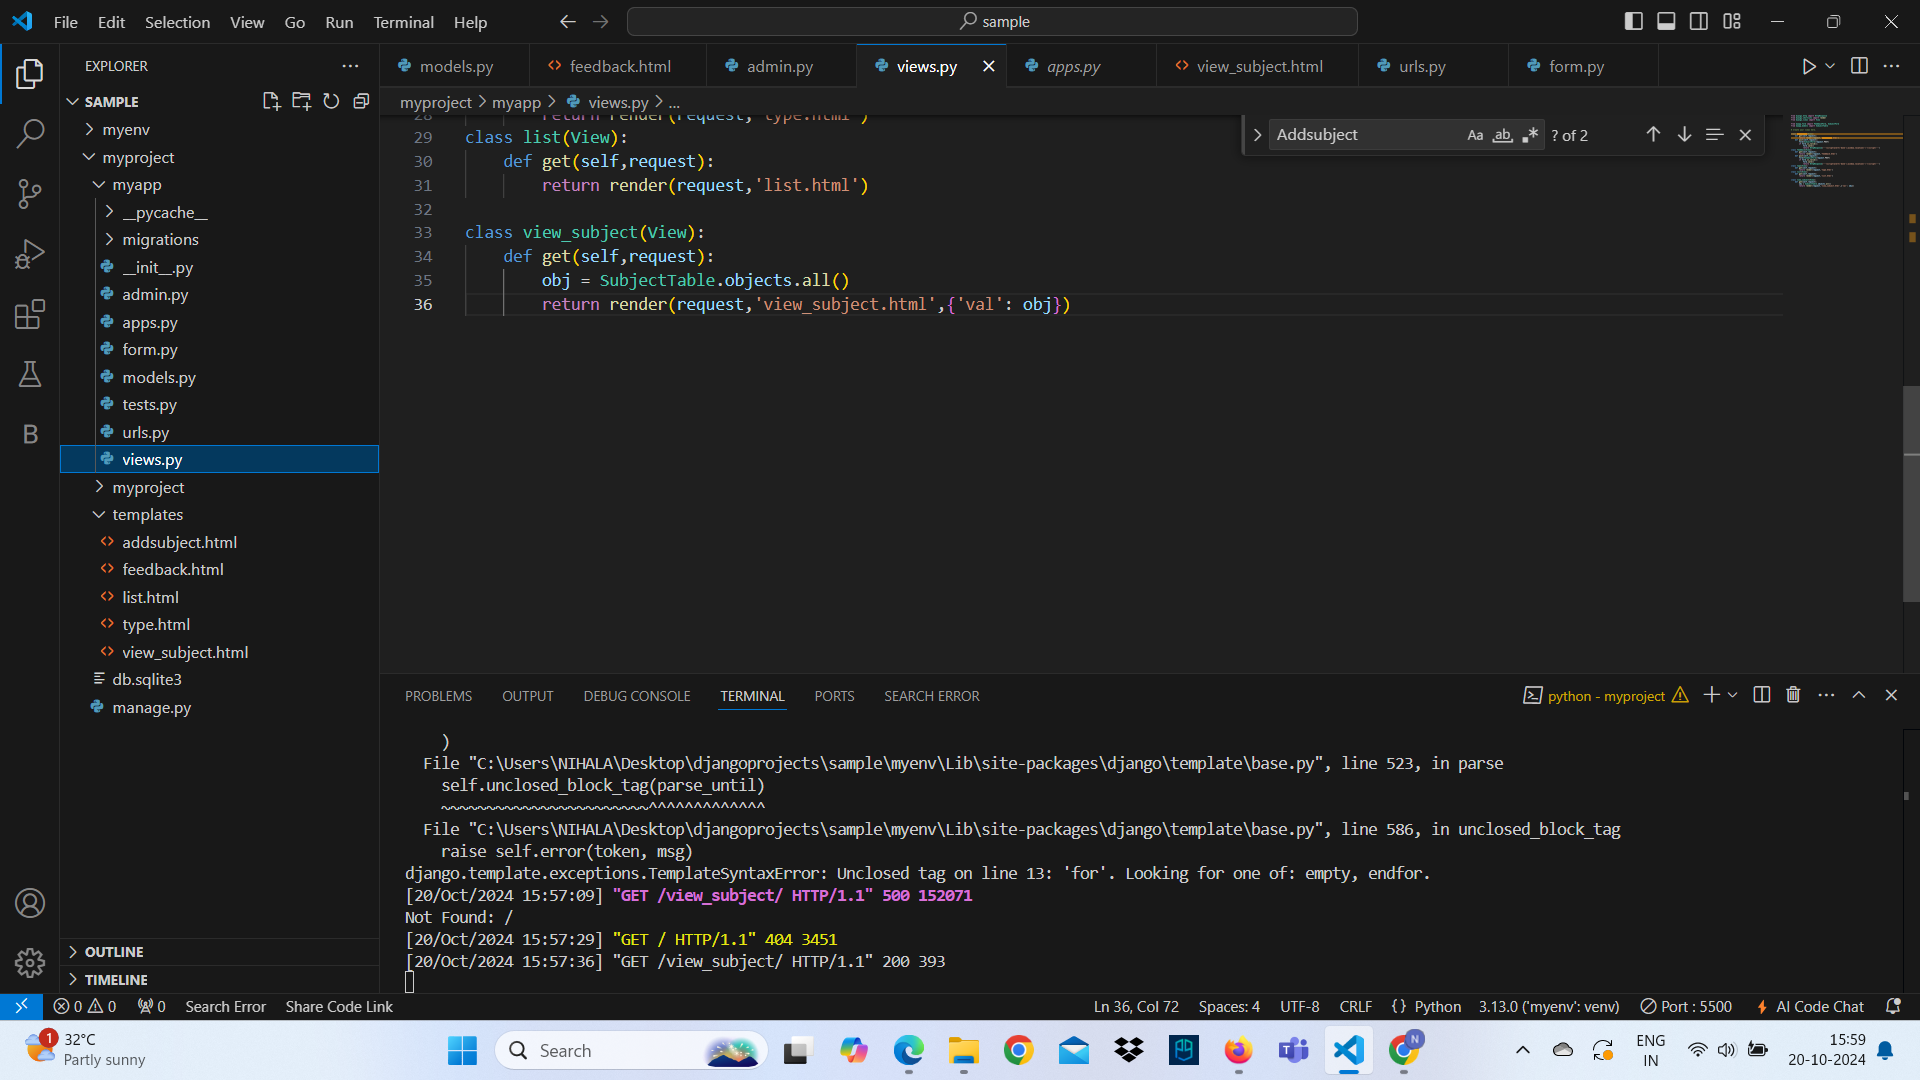 File Edit Selection View Go Run Terminal Help
sample
EXPLORER
SAMPLE
myenv
myproject
myapp
__pycache__
migrations
__init__.py
admin.py
apps.py
form.py
models.py
tests.py
urls.py
views.py
myproject
templates
addsubject.html
feedback.html
list.html
type.html
view_subject.html
db.sqlite3
manage.py
OUTLINE
TIMELINE
models.py feedback.html admin.py views.py apps.py view_subject.html urls.py form.py
myproject > myapp > views.py > ...
Addsubject Aa ab ? of 2
28 return render(request,'type.html')
29 class list(View):
30 def get(self,request):
31 return render(request,'list.html')
32
33 class view_subject(View):
34 def get(self,request):
35 obj = SubjectTable.objects.all()
36 return render(request,'view_subject.html',{'val': obj})
PROBLEMS OUTPUT DEBUG CONSOLE TERMINAL PORTS SEARCH ERROR
python - myproject
)
File "C:\Users\NIHALA\Desktop\djangoprojects\sample\myenv\Lib\site-packages\django\template\base.py", line 523, in parse
self.unclosed_block_tag(parse_until)
~~~~~~~~~~~~~~~~~~~~~~~^^^^^^^^^^^^^
File "C:\Users\NIHALA\Desktop\djangoprojects\sample\myenv\Lib\site-packages\django\template\base.py", line 586, in unclosed_block_tag
raise self.error(token, msg)
django.template.exceptions.TemplateSyntaxError: Unclosed tag on line 13: 'for'. Looking for one of: empty, endfor.
[20/Oct/2024 15:57:09] "GET /view_subject/ HTTP/1.1" 500 152071
Not Found: /
[20/Oct/2024 15:57:29] "GET / HTTP/1.1" 404 3451
[20/Oct/2024 15:57:36] "GET /view_subject/ HTTP/1.1" 200 393
0 0 0 Search Error Share Code Link
Ln 36, Col 72 Spaces: 4 UTF-8 CRLF {} Python 3.13.0 ('myenv': venv) Port : 5500 AI Code Chat
1
32°C
Partly sunny
Search
N
ENG
IN
15:59
20-10-2024